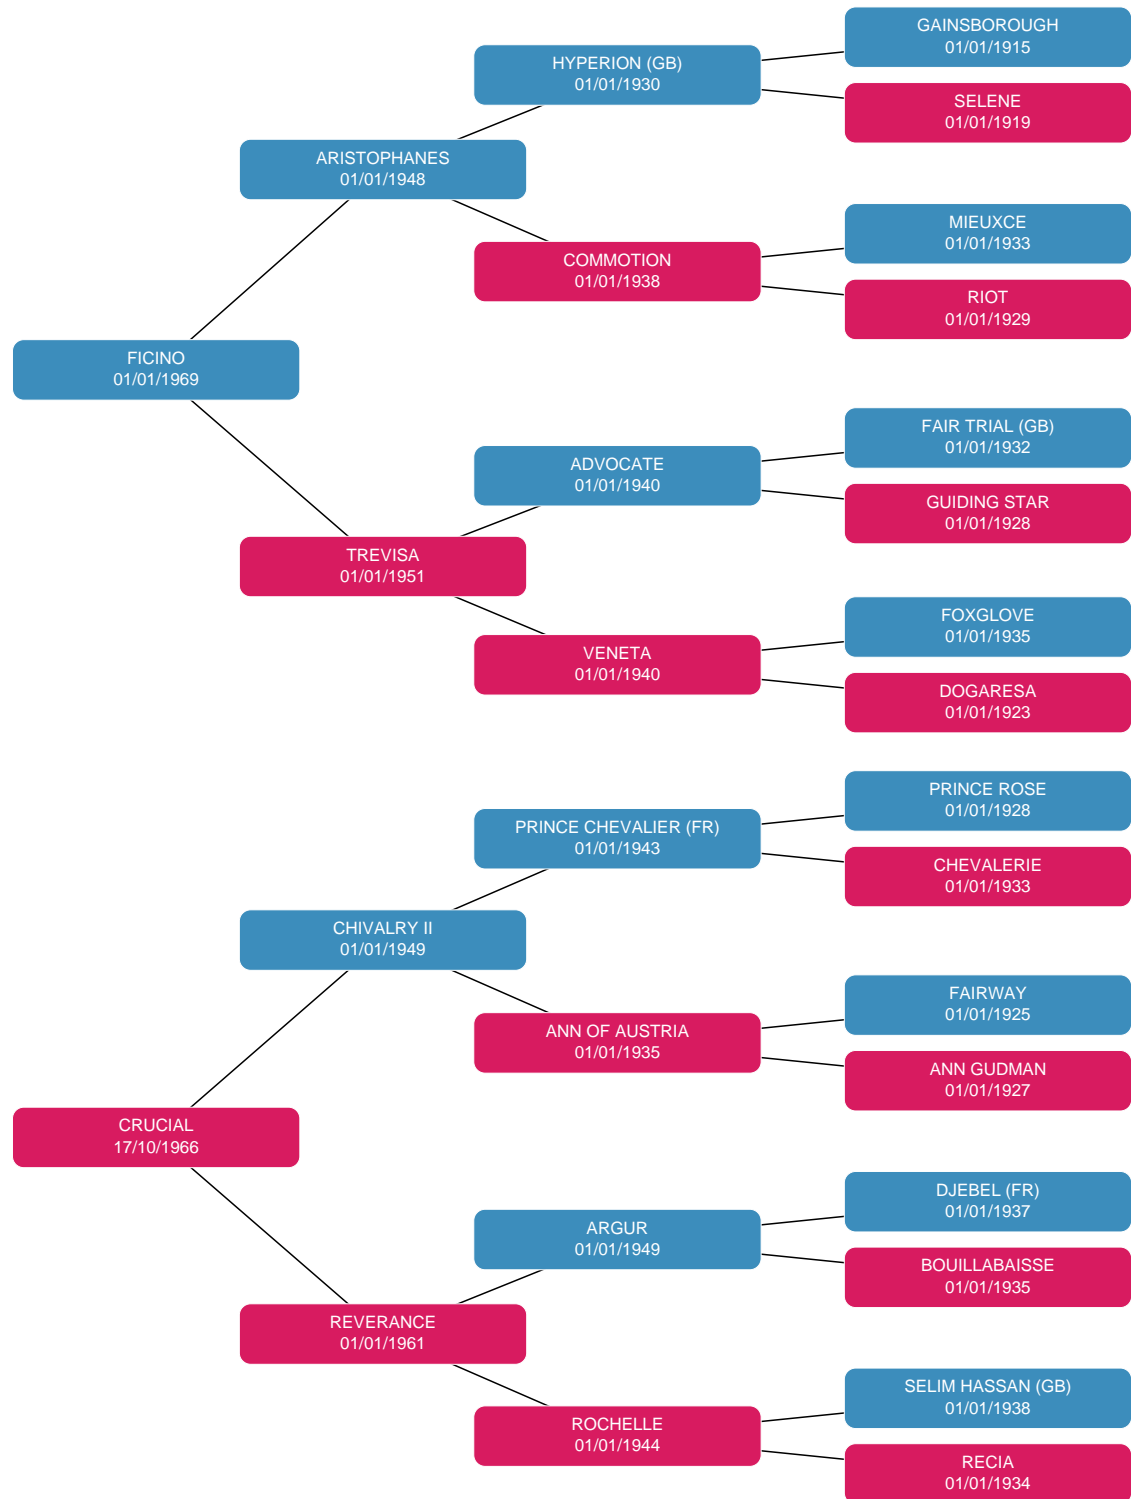 GAINSBOROUGH
01/01/1915
HYPERION (GB)
01/01/1930
SELENE
01/01/1919
ARISTOPHANES
01/01/1948
MIEUXCE
01/01/1933
COMMOTION
01/01/1938
RIOT
01/01/1929
FICINO
01/01/1969
FAIR TRIAL (GB)
01/01/1932
ADVOCATE
01/01/1940
GUIDING STAR
01/01/1928
TREVISA
01/01/1951
FOXGLOVE
01/01/1935
VENETA
01/01/1940
DOGARESA
01/01/1923
PRINCE ROSE
01/01/1928
PRINCE CHEVALIER (FR)
01/01/1943
CHEVALERIE
01/01/1933
CHIVALRY II
01/01/1949
FAIRWAY
01/01/1925
ANN OF AUSTRIA
01/01/1935
ANN GUDMAN
01/01/1927
CRUCIAL
17/10/1966
DJEBEL (FR)
01/01/1937
ARGUR
01/01/1949
BOUILLABAISSE
01/01/1935
REVERANCE
01/01/1961
SELIM HASSAN (GB)
01/01/1938
ROCHELLE
01/01/1944
RECIA
01/01/1934